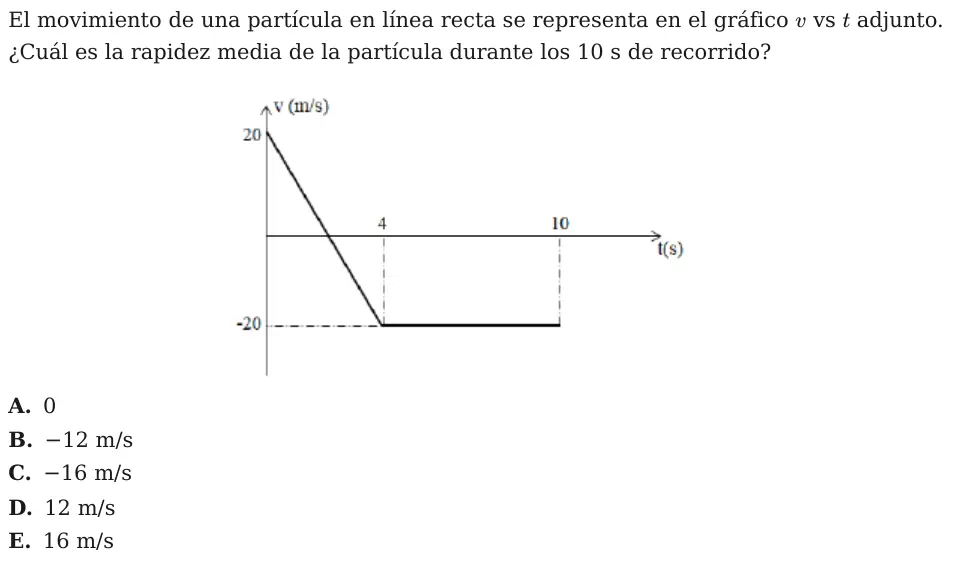 El movimiento de una partícula en línea recta se representa en el gráfico v vs t adjunto.
¿Cuál es la rapidez media de la partícula durante los 10 s de recorrido?
v (m/s)
20
4
10
t(s)
-20
A. 0
B. −12 m/s
C. −16 m/s
D. 12 m/s
E. 16 m/s